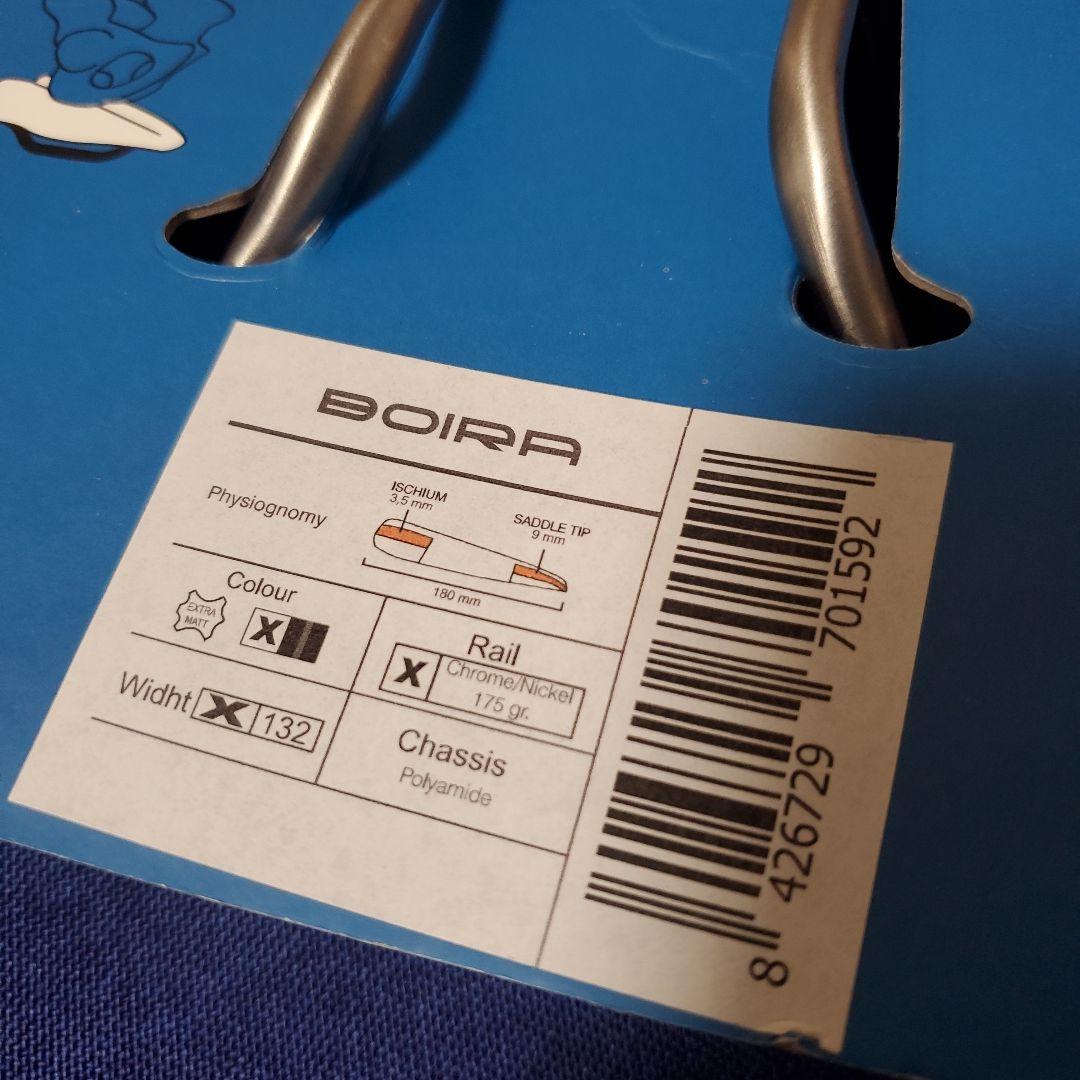 BOIRA
Physiognomy
ISCHIUM
3,5 mm
SADDLE TIP
9 mm
180 mm
Colour
EXTRA
MATT
X
Rail
X
Chrome/Nickel
175 gr.
Widht X 132
Chassis
Polyamide
8 426729 701592